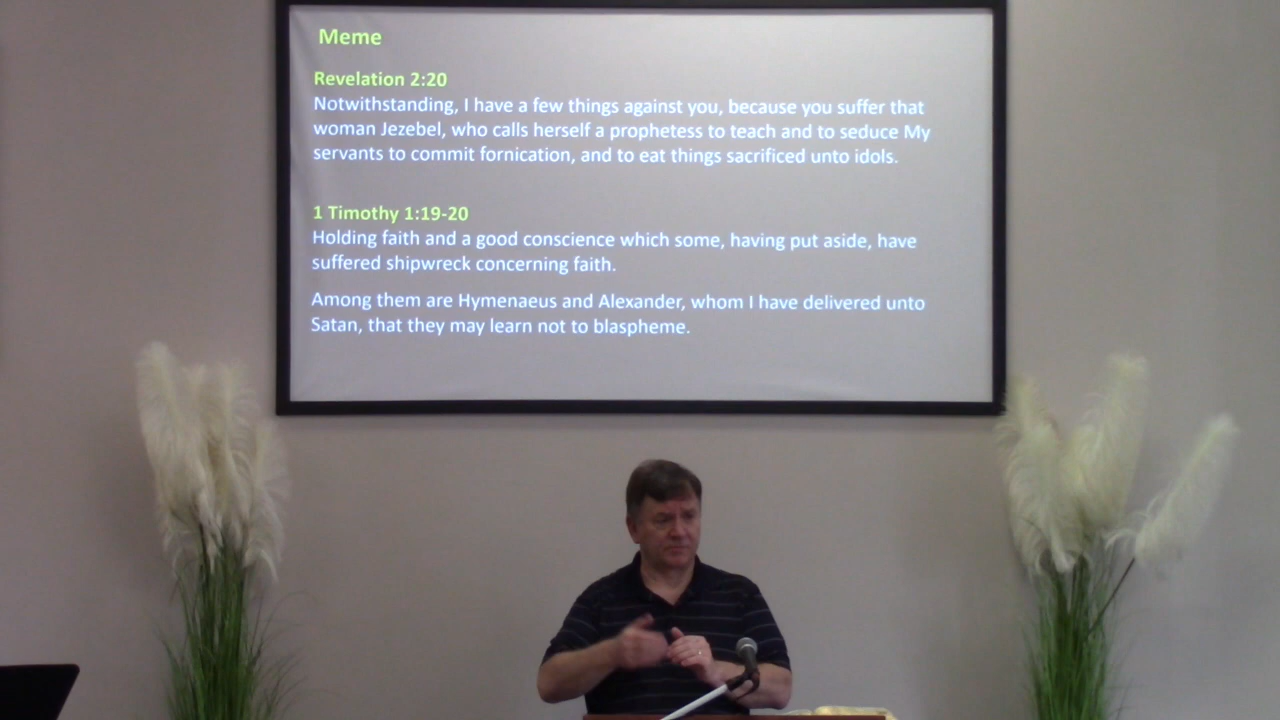 Meme
Revelation 2:20
Notwithstanding, I have a few things against you, because you suffer that
woman Jezebel, who calls herself a prophetess to teach and to seduce My
servants to commit fornication, and to eat things sacrificed unto idols.
1 Timothy 1:19-20
Holding faith and a good conscience which some, having put aside, have
suffered shipwreck concerning faith.
Among them are Hymenaeus and Alexander, whom I have delivered unto
Satan, that they may learn not to blaspheme.